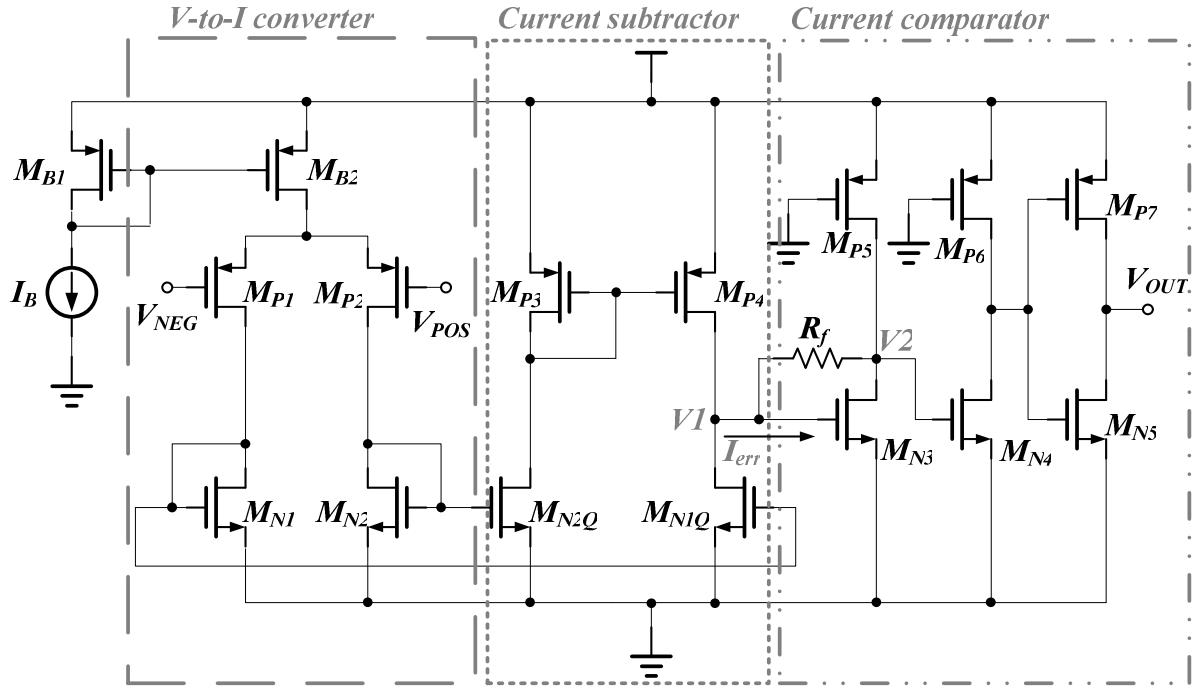 V-to-I converter
Current subtractor
Current comparator
MB1
MB2
MP5
MP6
MP7
IB
VNEG
MP1
MP2
VPOS
MP3
MP4
Rf
V2
VOUT
V1
Ierr
MN3
MN4
MN5
MN1
MN2
MN2Q
MN1Q